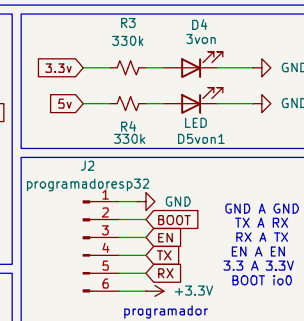 R3
330k
D4
3von
3.3v
GND
5v
GND
R4
330k
LED
D5von1
J2
programadoresp32
1
GND
2
BOOT
3
EN
4
TX
5
RX
6
+3.3V
GND A GND
TX A RX
RX A TX
EN A EN
3.3 A 3.3V
BOOT io0
programador